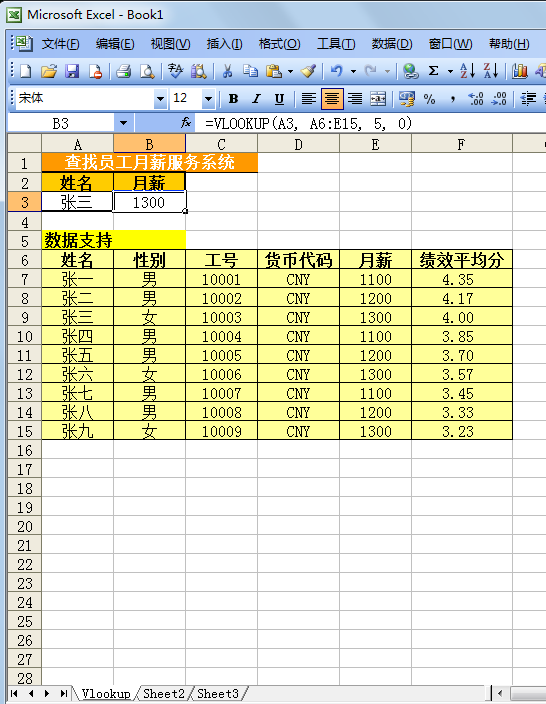 Microsoft Excel - Book1
文件(F) 编辑(E) 视图(V) 插入(I) 格式(O) 工具(T) 数据(D) 窗口(W) 帮助(H)
宋体 12 B I U
B3 fx =VLOOKUP(A3, A6:E15, 5, 0)
A B C D E F
1 查找员工月薪服务系统
2 姓名 月薪
3 张三 1300
4
5 数据支持
6 姓名 性别 工号 货币代码 月薪 绩效平均分
7 张一 男 10001 CNY 1100 4.35
8 张二 男 10002 CNY 1200 4.17
9 张三 女 10003 CNY 1300 4.00
10 张四 男 10004 CNY 1100 3.85
11 张五 男 10005 CNY 1200 3.70
12 张六 女 10006 CNY 1300 3.57
13 张七 男 10007 CNY 1100 3.45
14 张八 男 10008 CNY 1200 3.33
15 张九 女 10009 CNY 1300 3.23
16
17
18
19
20
21
22
23
24
25
26
27
28
Vlookup Sheet2 Sheet3